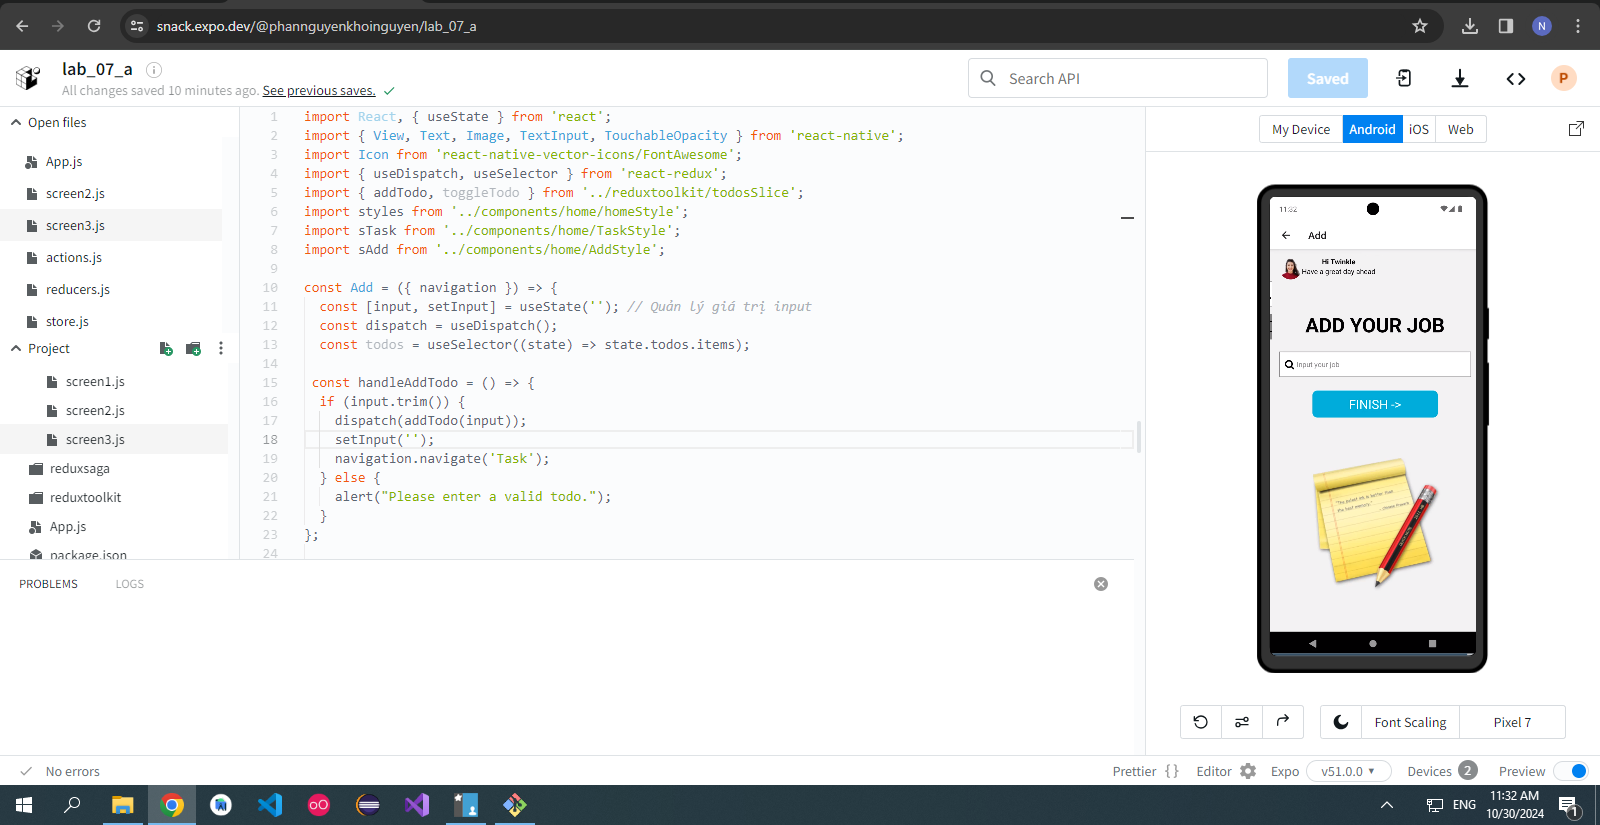 snack.expo.dev/@phannguyenkhoinguyen/lab_07_a
N
lab_07_a
All changes saved 10 minutes ago. See previous saves.
Search API
Saved
P
Open files
App.js
screen2.js
screen3.js
actions.js
reducers.js
store.js
Project
screen1.js
screen2.js
screen3.js
reduxsaga
reduxtoolkit
App.js
package.json
1 import React, { useState } from 'react';
2 import { View, Text, Image, TextInput, TouchableOpacity } from 'react-native';
3 import Icon from 'react-native-vector-icons/FontAwesome';
4 import { useDispatch, useSelector } from 'react-redux';
5 import { addTodo, toggleTodo } from '../reduxtoolkit/todosSlice';
6 import styles from '../components/home/homeStyle';
7 import sTask from '../components/home/TaskStyle';
8 import sAdd from '../components/home/AddStyle';
9
10 const Add = ({ navigation }) => {
11 const [input, setInput] = useState(''); // Quản lý giá trị input
12 const dispatch = useDispatch();
13 const todos = useSelector((state) => state.todos.items);
14
15 const handleAddTodo = () => {
16 if (input.trim()) {
17 dispatch(addTodo(input));
18 setInput('');
19 navigation.navigate('Task');
20 } else {
21 alert("Please enter a valid todo.");
22 }
23 };
24
PROBLEMS
LOGS
My Device
Android
iOS
Web
11:32
Add
Hi Twinkle
Have a great day ahead
ADD YOUR JOB
Input your job
FINISH ->
Font Scaling
Pixel 7
No errors
Prettier { }
Editor
Expo
v51.0.0
Devices 2
Preview
ENG
11:32 AM
10/30/2024
1